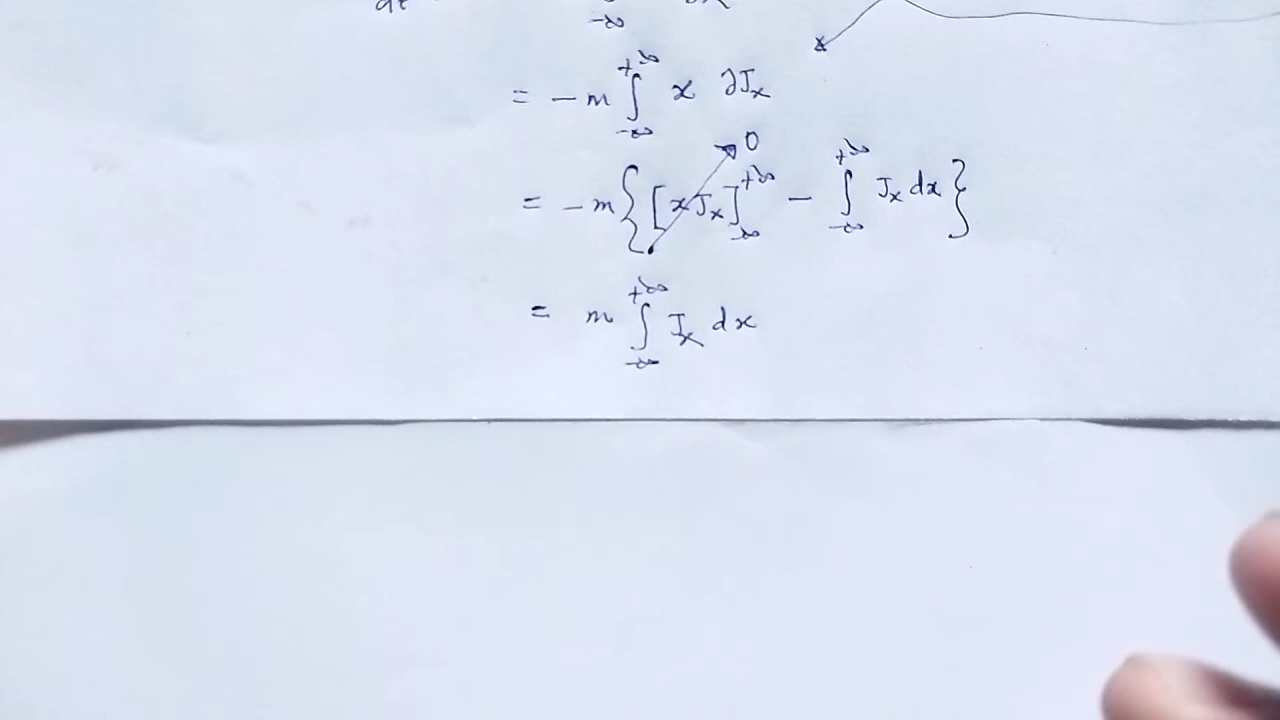 -∞
= -m ∫_{-∞}^{+∞} x ∂J_x
0
= -m { [x J_x]_{-∞}^{+∞} - ∫_{-∞}^{+∞} J_x dx }
= m ∫_{-∞}^{+∞} J_x dx